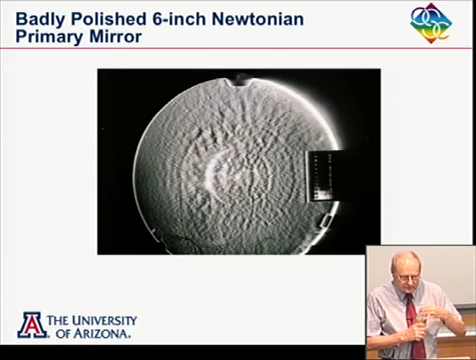 Badly Polished 6-inch Newtonian
Primary Mirror
THE UNIVERSITY
OF ARIZONA.
A